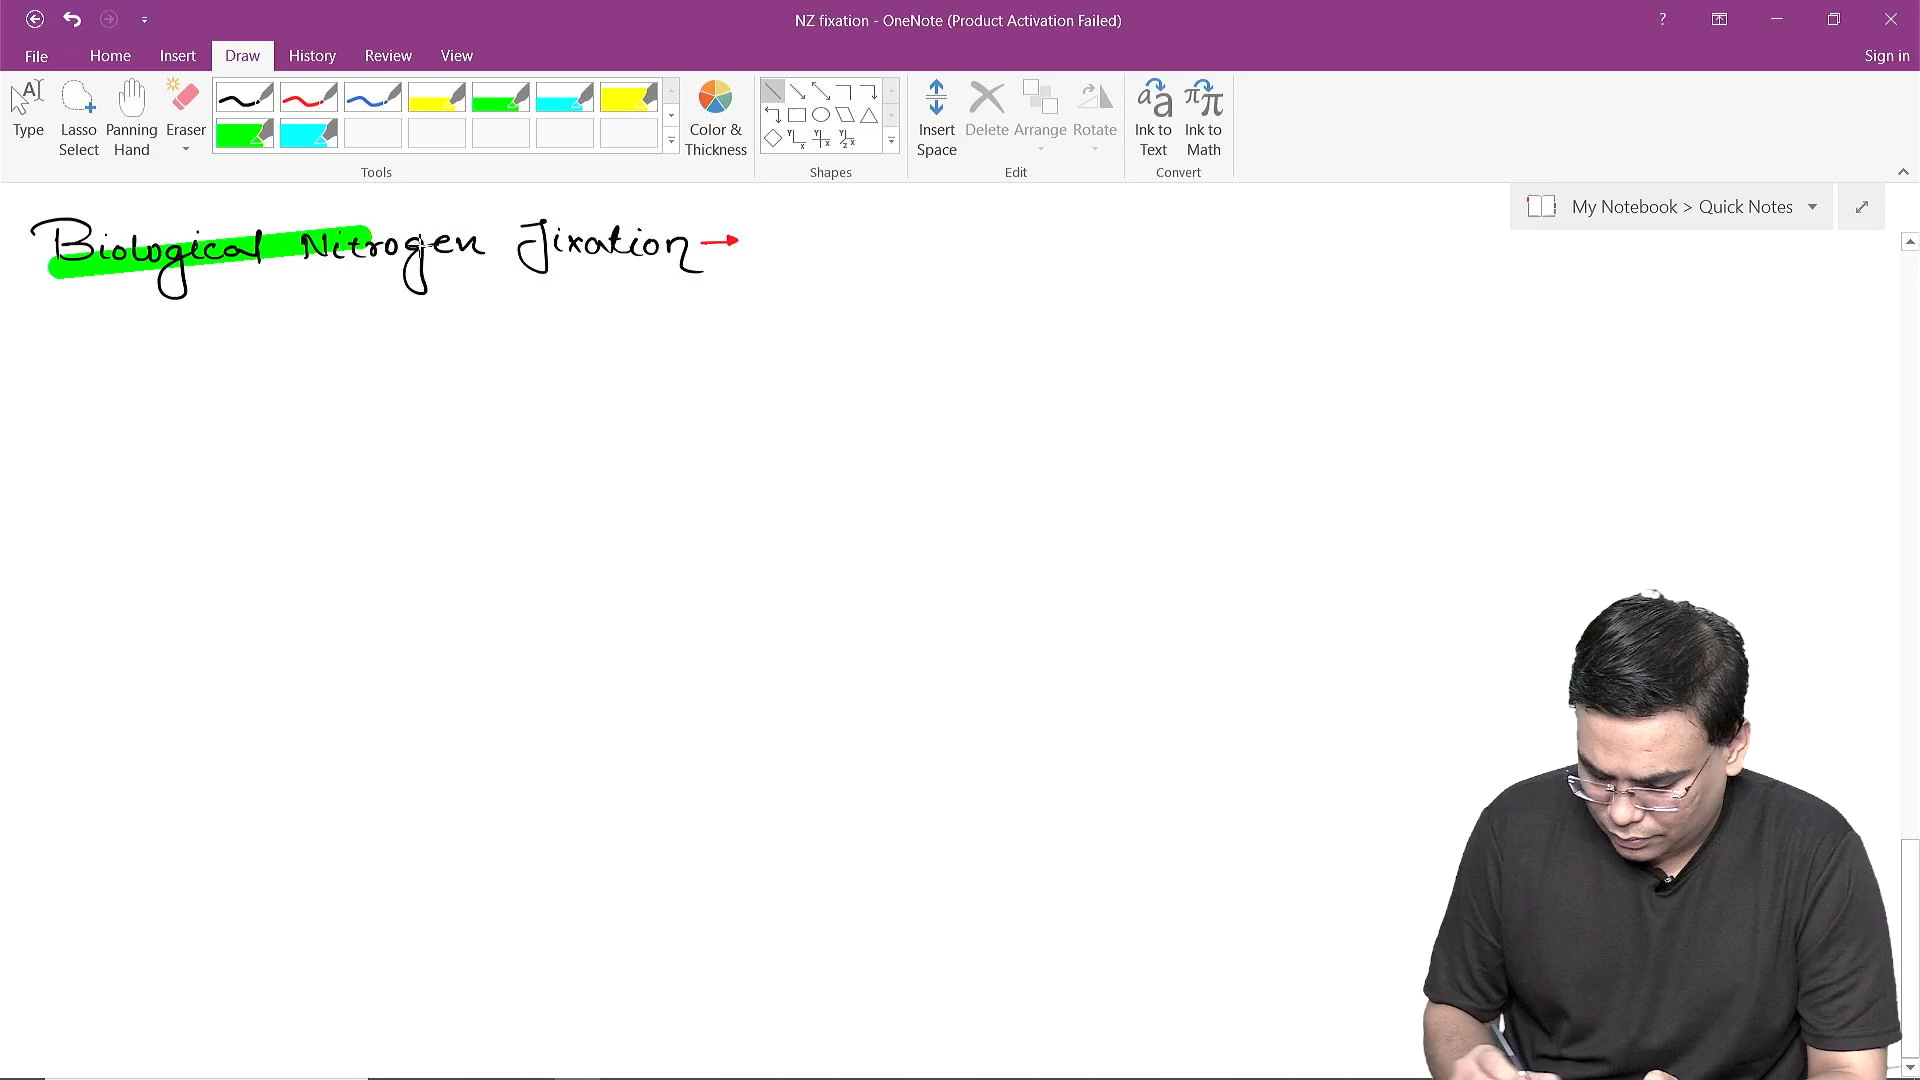 NZ fixation - OneNote (Product Activation Failed)
?
File Home Insert Draw History Review View Sign in
Type Lasso Select Panning Hand Eraser Color & Thickness Insert Space Delete Arrange Rotate Ink to Text Ink to Math
Tools Shapes Edit Convert
My Notebook > Quick Notes
Biological Nitrogen Fixation →